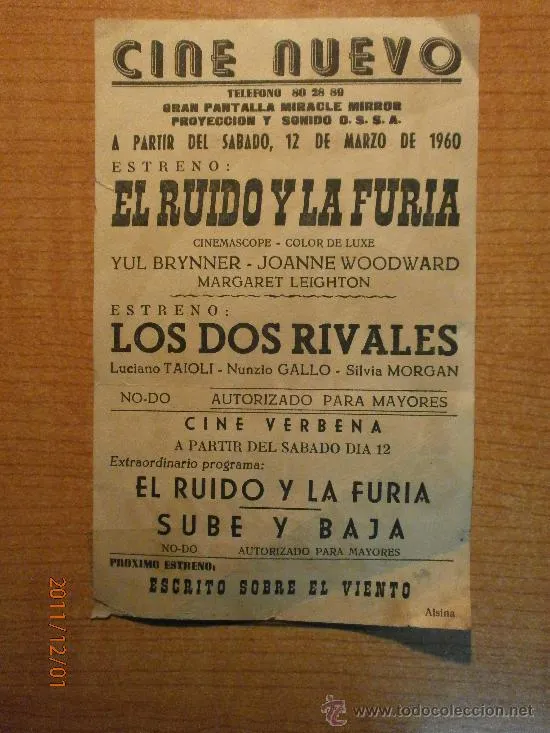 CINE NUEVO
TELEFONO 80 28 89
GRAN PANTALLA MIRACLE MIRROR
PROYECCION Y SONIDO O.S.S.A.
A PARTIR DEL SABADO, 12 DE MARZO DE 1960
ESTRENO:
EL RUIDO Y LA FURIA
CINEMASCOPE - COLOR DE LUXE
YUL BRYNNER - JOANNE WOODWARD
MARGARET LEIGHTON
ESTRENO:
LOS DOS RIVALES
Luciano TAIOLI - Nunzio GALLO - Silvia MORGAN
NO-DO AUTORIZADO PARA MAYORES
CINE VERBENA
A PARTIR DEL SABADO DIA 12
Extraordinario programa:
EL RUIDO Y LA FURIA
SUBE Y BAJA
NO-DO AUTORIZADO PARA MAYORES
PROXIMO ESTRENO:
ESCRITO SOBRE EL VIENTO
Alsina
2011/12/01
www.todocoleccion.net